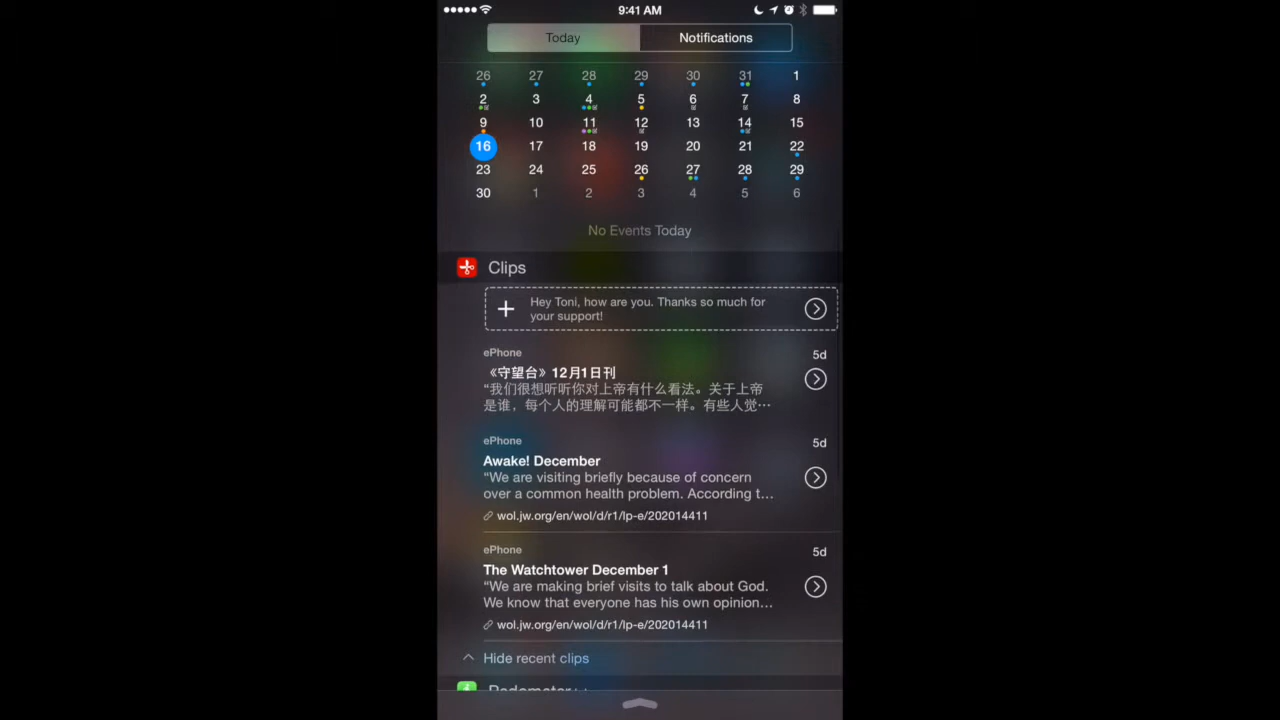 9:41 AM
Today Notifications
26 27 28 29 30 31 1
2 3 4 5 6 7 8
9 10 11 12 13 14 15
16 17 18 19 20 21 22
23 24 25 26 27 28 29
30 1 2 3 4 5 6
No Events Today
Clips
Hey Toni, how are you. Thanks so much for
your support!
ePhone 5d
《守望台》12月1日刊
“我们很想听听你对上帝有什么看法。关于上帝
是谁，每个人的理解可能都不一样。有些人觉…
ePhone 5d
Awake! December
“We are visiting briefly because of concern
over a common health problem. According t…
wol.jw.org/en/wol/d/r1/lp-e/202014411
ePhone 5d
The Watchtower December 1
“We are making brief visits to talk about God.
We know that everyone has his own opinion…
wol.jw.org/en/wol/d/r1/lp-e/202014411
Hide recent clips